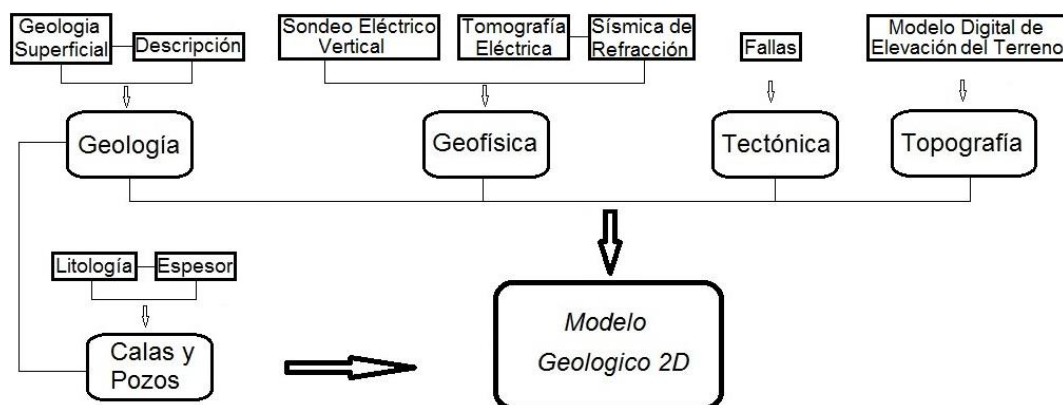 Geologia
Superficial
Descripción
Sondeo Eléctrico
Vertical
Tomografía
Eléctrica
Sísmica de
Refracción
Fallas
Modelo Digital de
Elevación del Terreno
Geología
Geofísica
Tectónica
Topografía
Litología
Espesor
Calas y
Pozos
Modelo
Geologico 2D